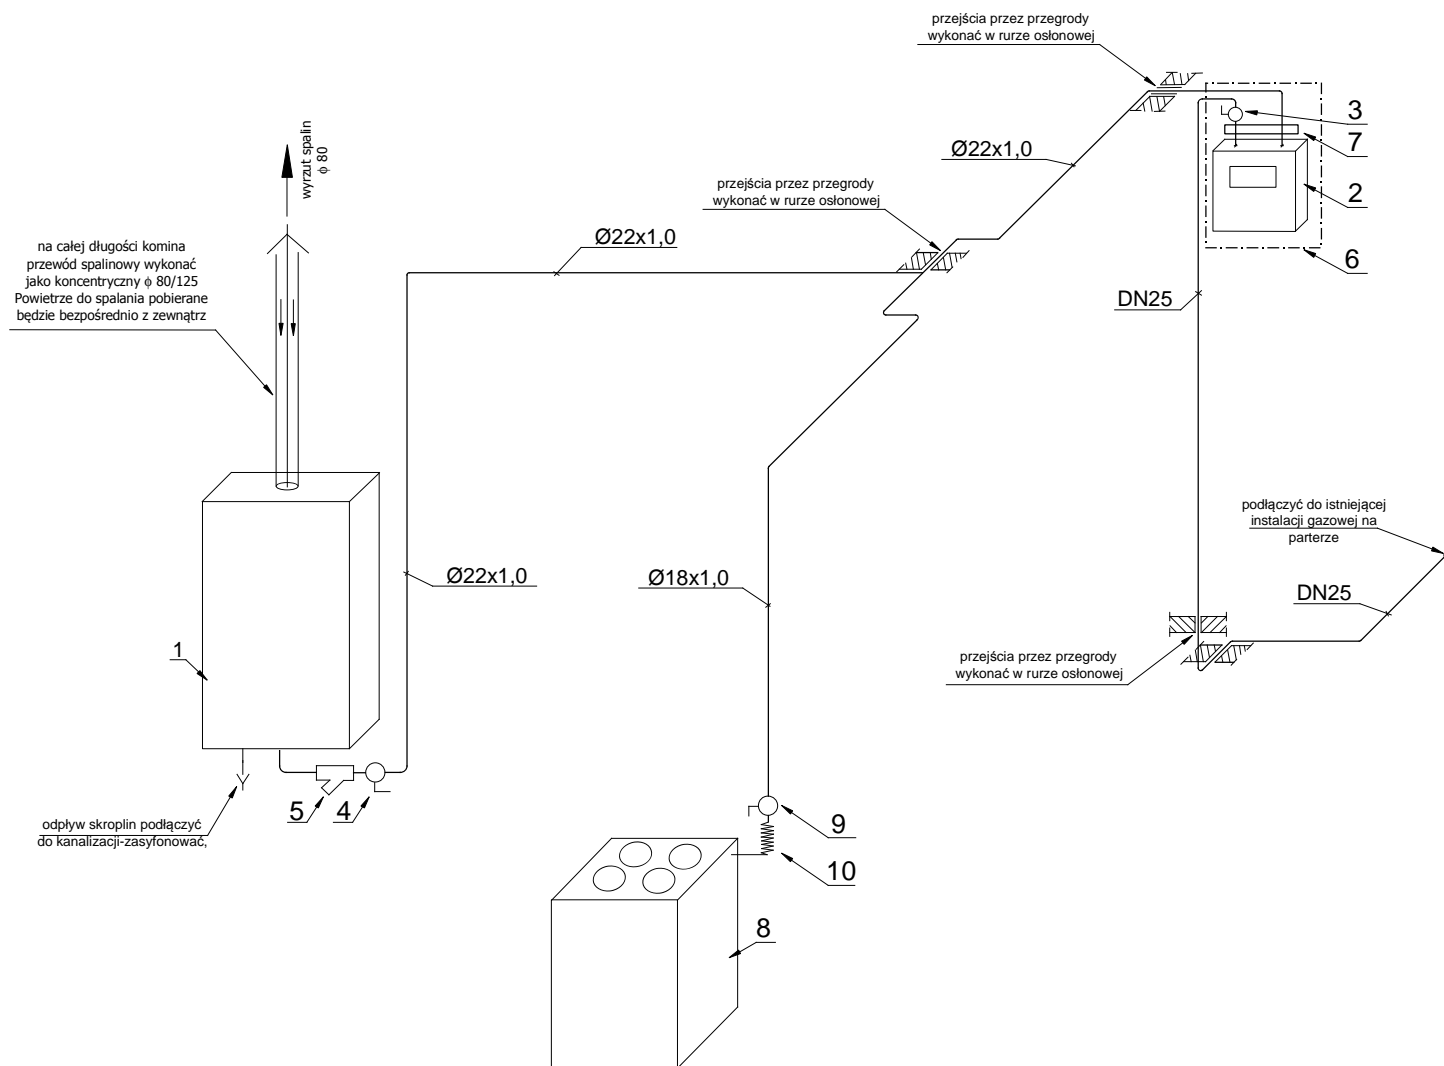 przejścia przez przegrody
wykonać w rurze osłonowej
3
7
2
6
Ø22x1,0
przejścia przez przegrody
wykonać w rurze osłonowej
Ø22x1,0
wyrzut spalin
ϕ 80
na całej długości komina
przewód spalinowy wykonać
jako koncentryczny ϕ 80/125
Powietrze do spalania pobierane
będzie bezpośrednio z zewnątrz
DN25
podłączyć do istniejącej
instalacji gazowej na
parterze
DN25
Ø22x1,0
Ø18x1,0
1
przejścia przez przegrody
wykonać w rurze osłonowej
5
4
odpływ skroplin podłączyć
do kanalizacji-zasyfonować,
9
10
8